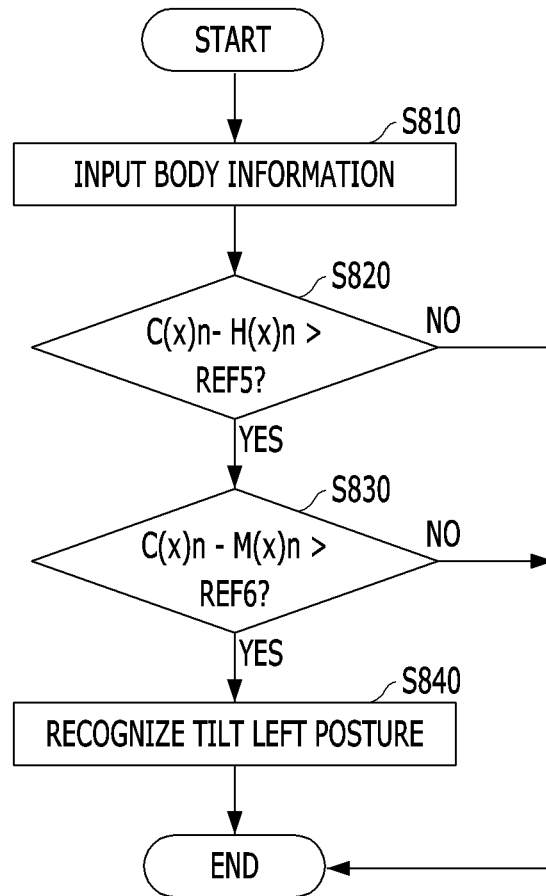 START
S810
INPUT BODY INFORMATION
S820
C(x)n- H(x)n >
REF5?
NO
YES
S830
C(x)n - M(x)n >
REF6?
NO
YES
S840
RECOGNIZE TILT LEFT POSTURE
END